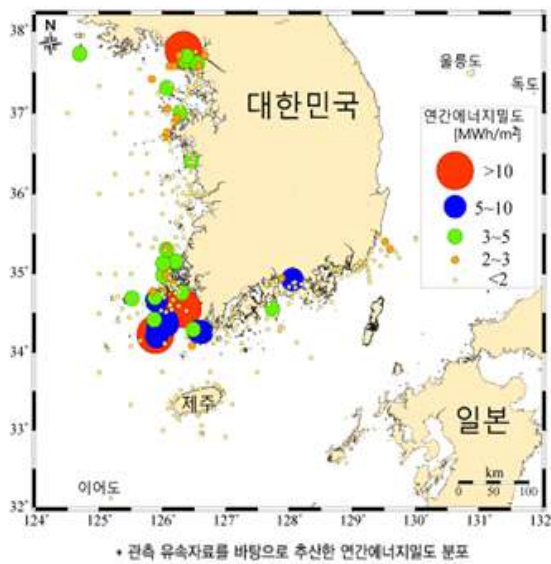 38˚
37˚
36˚
35˚
34˚
33˚
32˚
124˚
125˚
126˚
127˚
128˚
129˚
130˚
131˚
132
N
울릉도
독도
대한민국
연간에너지밀도
[MWh/m²]
>10
5~10
3~5
2~3
<2
제주
일본
이어도
km
0 50 100
* 관측 유속자료를 바탕으로 추산한 연간에너지밀도 분포